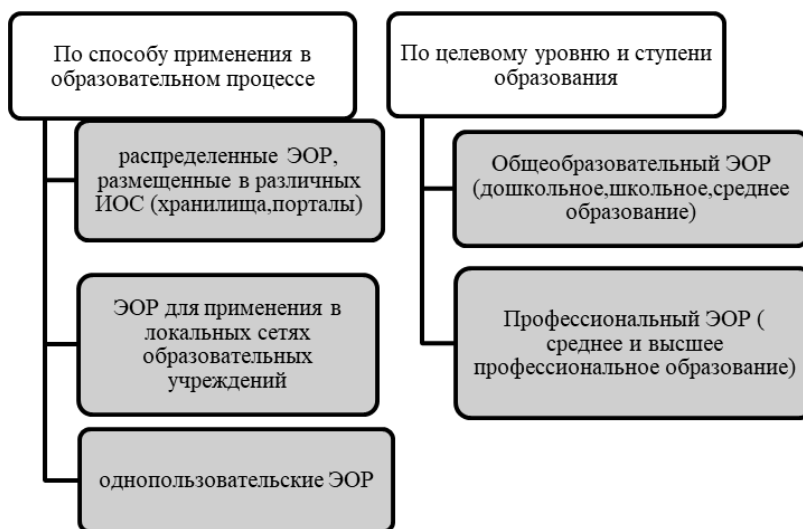 По способу применения в
образовательном процессе
распределенные ЭОР,
размещенные в различных
ИОС (хранилища,порталы)
ЭОР для применения в
локальных сетях
образовательных
учреждений
однопользовательские ЭОР
По целевому уровню и ступени
образования
Общеобразовательный ЭОР
(дошкольное,школьное,среднее
образование)
Профессиональный ЭОР (
среднее и высшее
профессиональное образование)